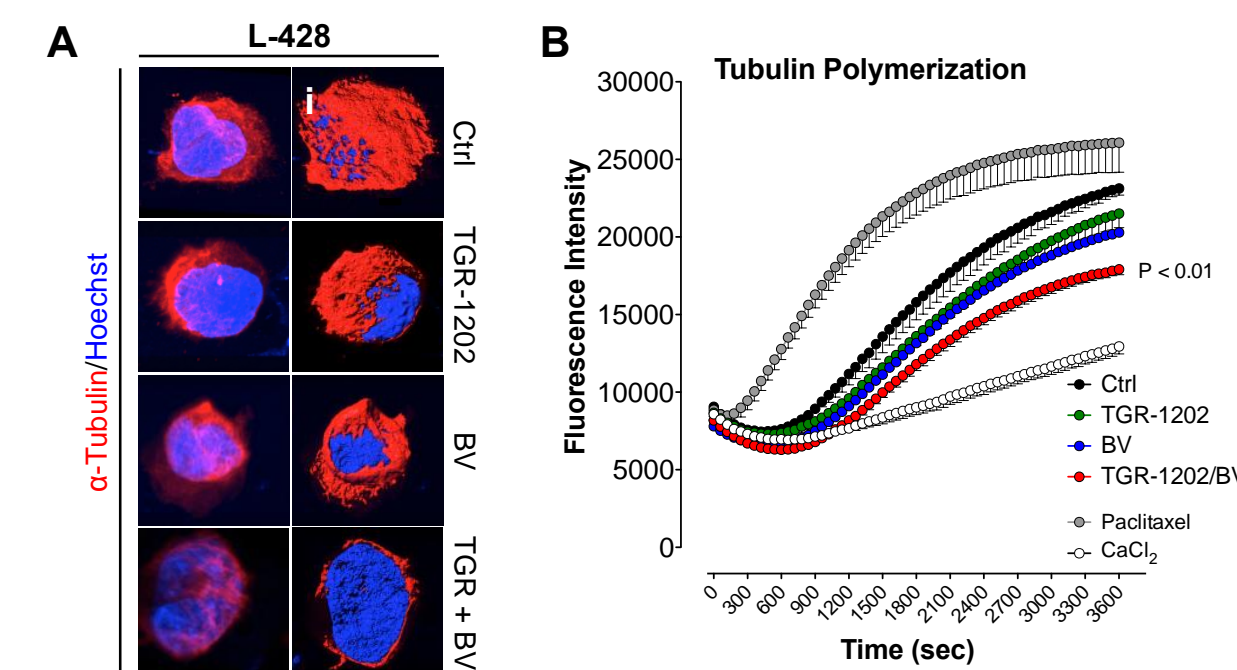 A
L-428
i
Ctrl
TGR-1202
BV
TGR + BV
α-Tubulin/Hoechst
B
Tubulin Polymerization
Fluorescence Intensity
30000
25000
20000
15000
10000
5000
0
P < 0.01
Ctrl
TGR-1202
BV
TGR-1202/BV
Paclitaxel
CaCl2
0 300 600 900 1200 1500 1800 2100 2400 2700 3000 3300 3600
Time (sec)